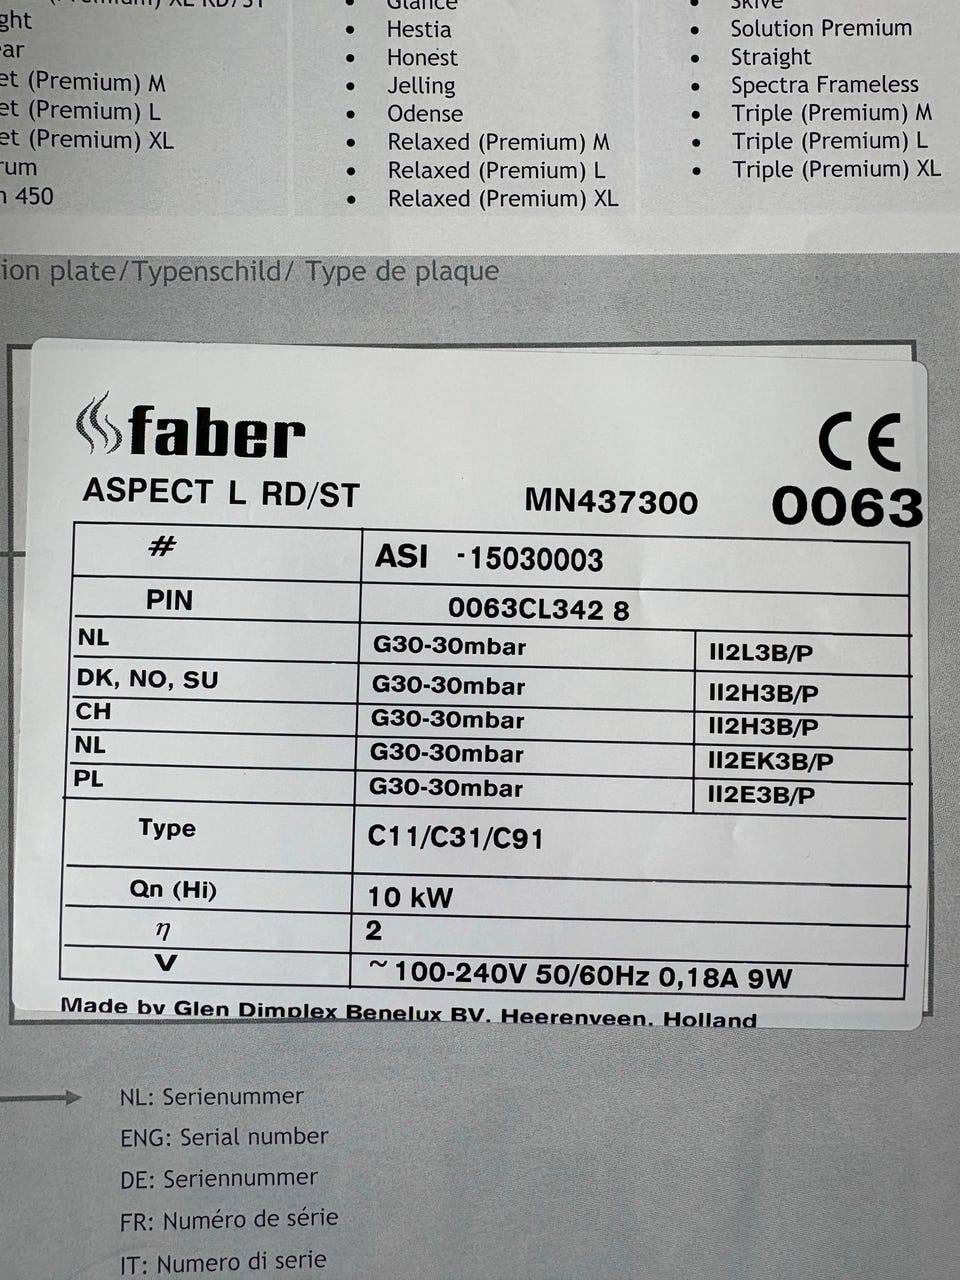 ght
ar
et (Premium) M
et (Premium) L
et (Premium) XL
rum
450
• Glance
• Hestia
• Honest
• Jelling
• Odense
• Relaxed (Premium) M
• Relaxed (Premium) L
• Relaxed (Premium) XL
• Skive
• Solution Premium
• Straight
• Spectra Frameless
• Triple (Premium) M
• Triple (Premium) L
• Triple (Premium) XL
ion plate/Typenschild/ Type de plaque
faber
CE
ASPECT L RD/ST MN437300 0063
# ASI -15030003
PIN 0063CL342 8
NL G30-30mbar II2L3B/P
DK, NO, SU G30-30mbar II2H3B/P
CH G30-30mbar II2H3B/P
NL G30-30mbar II2EK3B/P
PL G30-30mbar II2E3B/P
Type C11/C31/C91
Qn (Hi) 10 kW
η 2
V ~ 100-240V 50/60Hz 0,18A 9W
Made by Glen Dimplex Benelux BV. Heerenveen. Holland
NL: Serienummer
ENG: Serial number
DE: Seriennummer
FR: Numéro de série
IT: Numero di serie